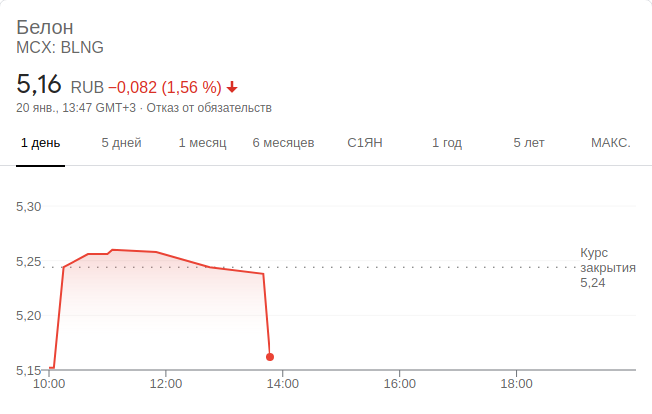 Белон
MCX: BLNG
5,16 RUB −0,082 (1,56 %)
20 янв., 13:47 GMT+3 · Отказ от обязательств
1 день 5 дней 1 месяц 6 месяцев С1ЯН 1 год 5 лет МАКС.
5,30
5,25
5,20
5,15
Курс
закрытия
5,24
10:00 12:00 14:00 16:00 18:00